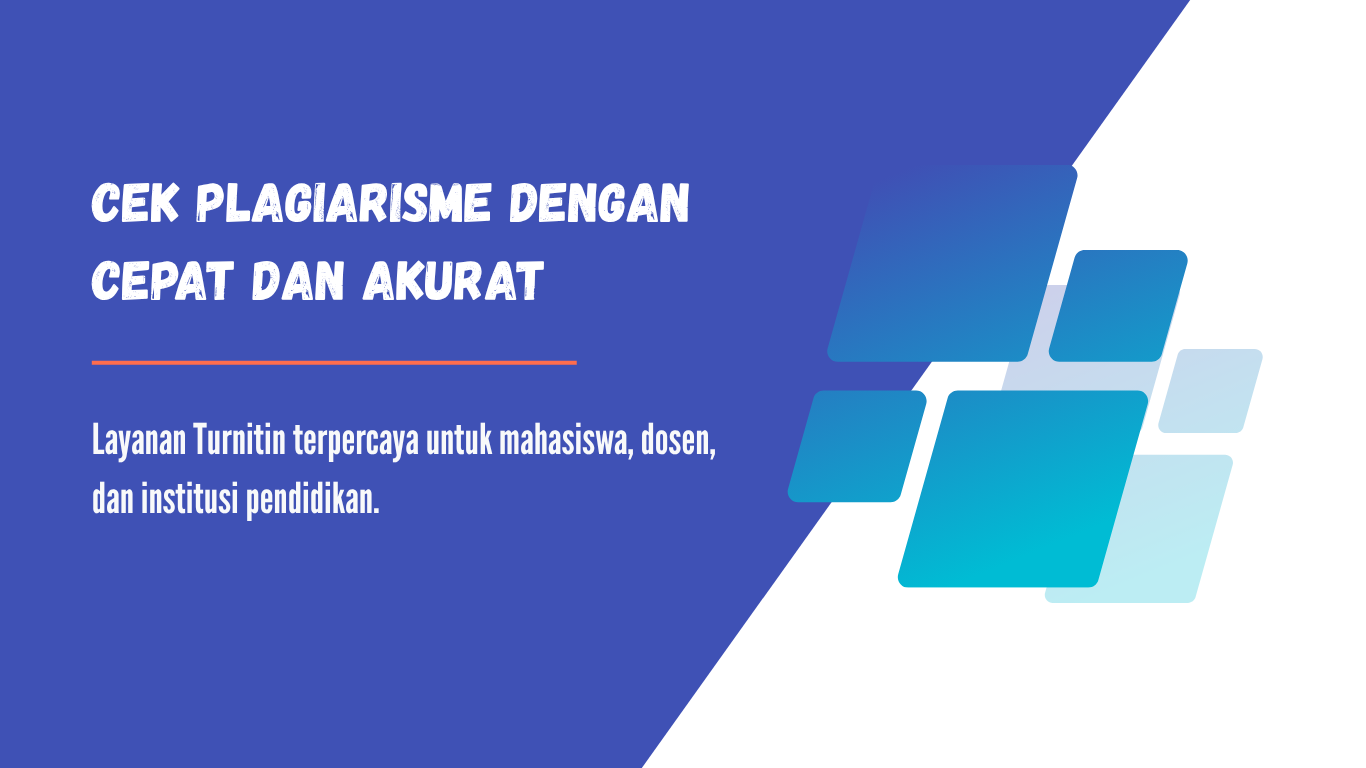 CEK PLAGIARISME DENGAN
CEPAT DAN AKURAT
Layanan Turnitin terpercaya untuk mahasiswa, dosen,
dan institusi pendidikan.